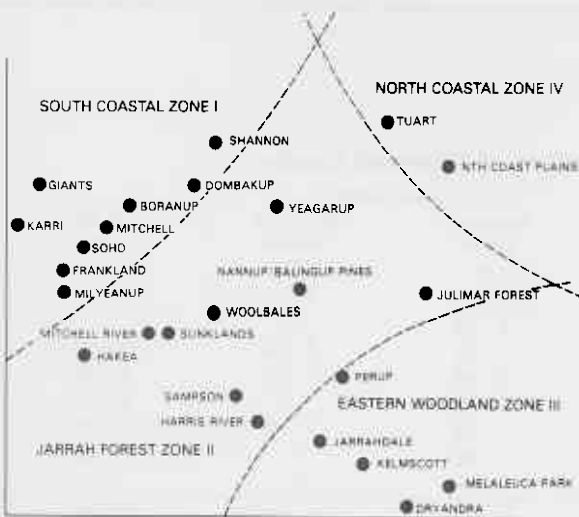 SOUTH COASTAL ZONE I
NORTH COASTAL ZONE IV
TUART
SHANNON
NTH COAST PLAINS
GIANTS
DOMBAKUP
BORANUP
YEAGARUP
KARRI
MITCHELL
SOHO
FRANKLAND
NANNUP BALINGUP PINES
MILYEANUP
JULIMAR FOREST
WOOLBALES
MITCHELL RIVER
SUNKLANDS
HAKEA
PERUP
SAMPSON
EASTERN WOODLAND ZONE III
HARRIS RIVER
JARRAHDALE
JARRAH FOREST ZONE II
KELMSCOTT
MELALEUCA PARK
DRYANDRA